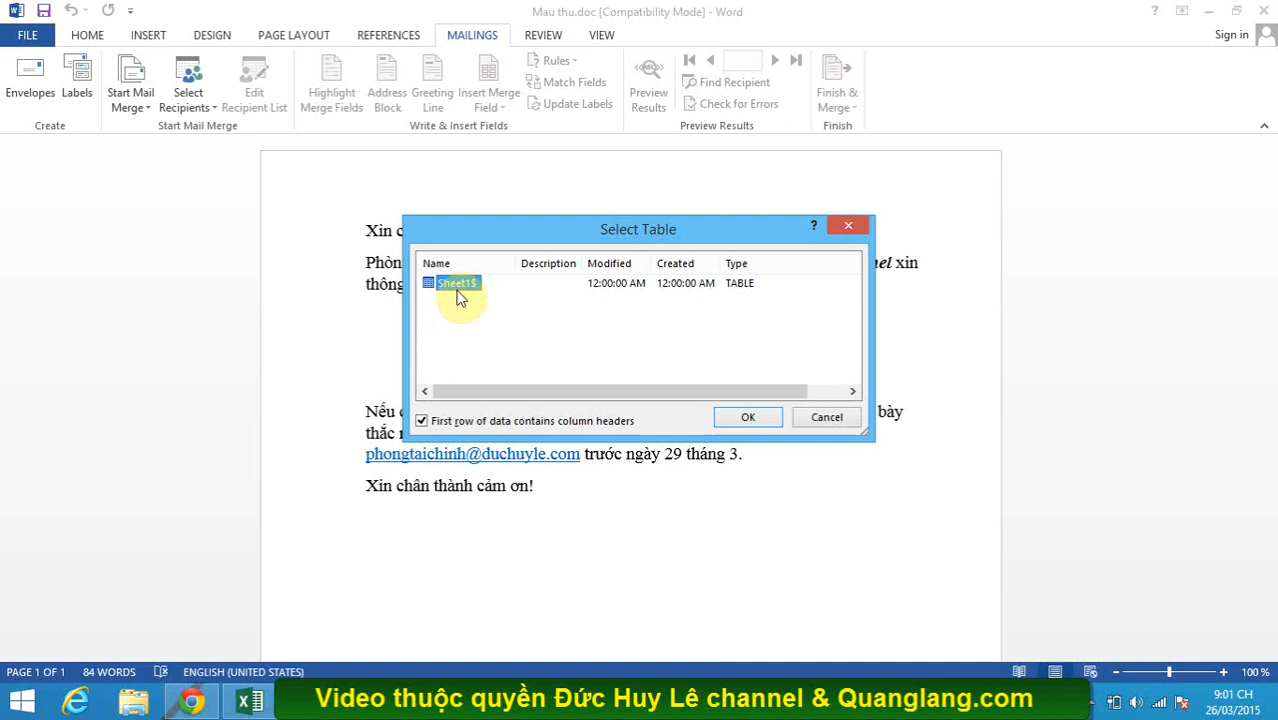 Mau thu.doc [Compatibility Mode] - Word
FILE HOME INSERT DESIGN PAGE LAYOUT REFERENCES MAILINGS REVIEW VIEW Sign in
Envelopes
Labels
Create
Start Mail Merge
Select Recipients
Edit Recipient List
Start Mail Merge
Highlight Merge Fields
Address Block
Greeting Line
Insert Merge Field
Rules
Match Fields
Update Labels
Write & Insert Fields
Preview Results
Find Recipient
Check for Errors
Preview Results
Finish & Merge
Finish
Xin c
Phòn
nel xin
thông
Select Table
Name Description Modified Created Type
Sheet1$ 12:00:00 AM 12:00:00 AM TABLE
First row of data contains column headers
OK
Cancel
Nếu c
bày
thắc
phongtaichinh@duchuyle.com trước ngày 29 tháng 3.
Xin chân thành cảm ơn!
PAGE 1 OF 1 84 WORDS ENGLISH (UNITED STATES) 100 %
Video thuộc quyền Đức Huy Lê channel & Quanglang.com
9:01 CH
26/03/2015